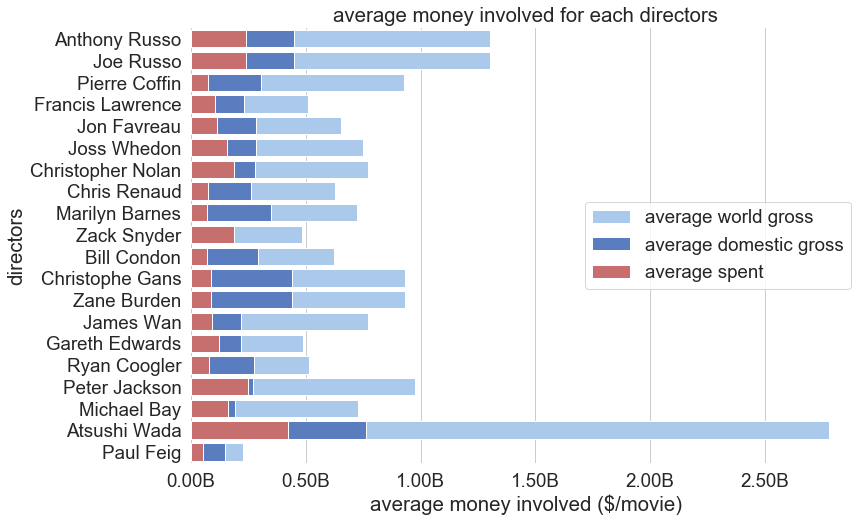 average money involved for each directors
directors
Anthony Russo
Joe Russo
Pierre Coffin
Francis Lawrence
Jon Favreau
Joss Whedon
Christopher Nolan
Chris Renaud
Marilyn Barnes
Zack Snyder
Bill Condon
Christophe Gans
Zane Burden
James Wan
Gareth Edwards
Ryan Coogler
Peter Jackson
Michael Bay
Atsushi Wada
Paul Feig
average world gross
average domestic gross
average spent
0.00B 0.50B 1.00B 1.50B 2.00B 2.50B
average money involved ($/movie)